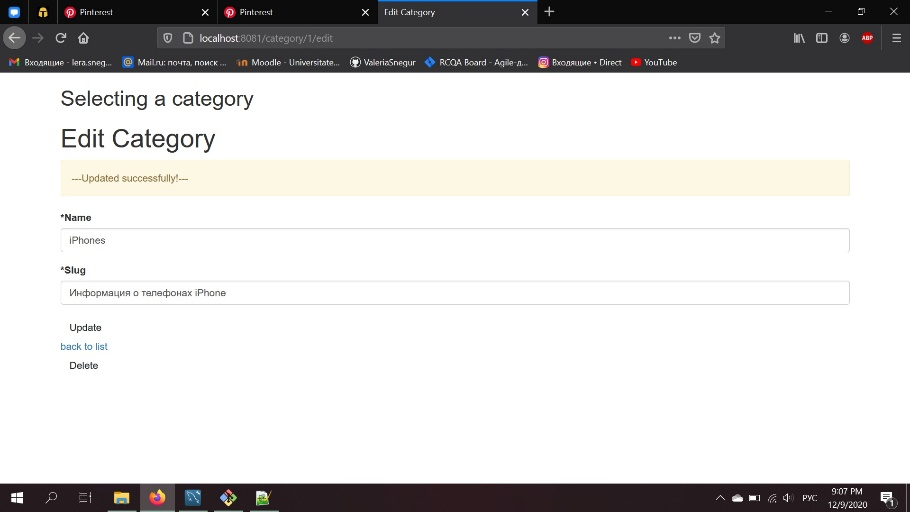 Pinterest
Pinterest
Edit Category
localhost:8081/category/1/edit
ABP
Входящие - lera.sneg...
Mail.ru: почта, поиск ...
Moodle - Universitate...
ValeriaSnegur
RCQA Board - Agile-д...
Входящие • Direct
YouTube
Selecting a category
Edit Category
---Updated successfully!---
*Name
iPhones
*Slug
Информация о телефонах iPhone
Update
back to list
Delete
РУС
9:07 PM
12/9/2020
1